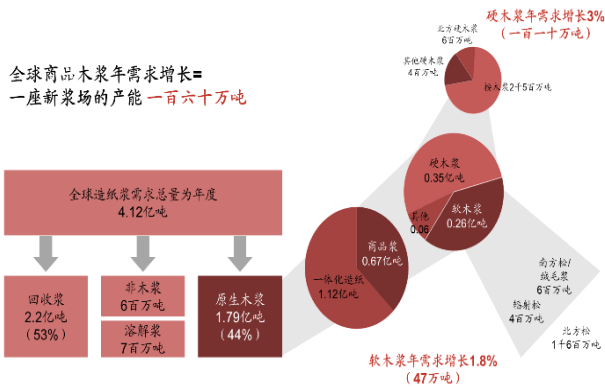 全球商品木浆年需求增长=
一座新浆场的产能 一百六十万吨
硬木浆年需求增长3%
(一百一十万吨)
北方硬木浆
6百万吨
其他硬木浆
4百万吨
桉木浆2千5百万吨
全球造纸浆需求总量为年度
4.12亿吨
回收浆
2.2亿吨
(53%)
非木浆
6百万吨
溶解浆
7百万吨
原生木浆
1.79亿吨
(44%)
一体化造纸
1.12亿吨
商品浆
0.67亿吨
硬木浆
0.35亿吨
其他
0.06
软木浆
0.26亿吨
南方松/
绒毛浆
6百万吨
辐射松
4百万吨
北方松
1千6百万吨
软木浆年需求增长1.8%
(47万吨)